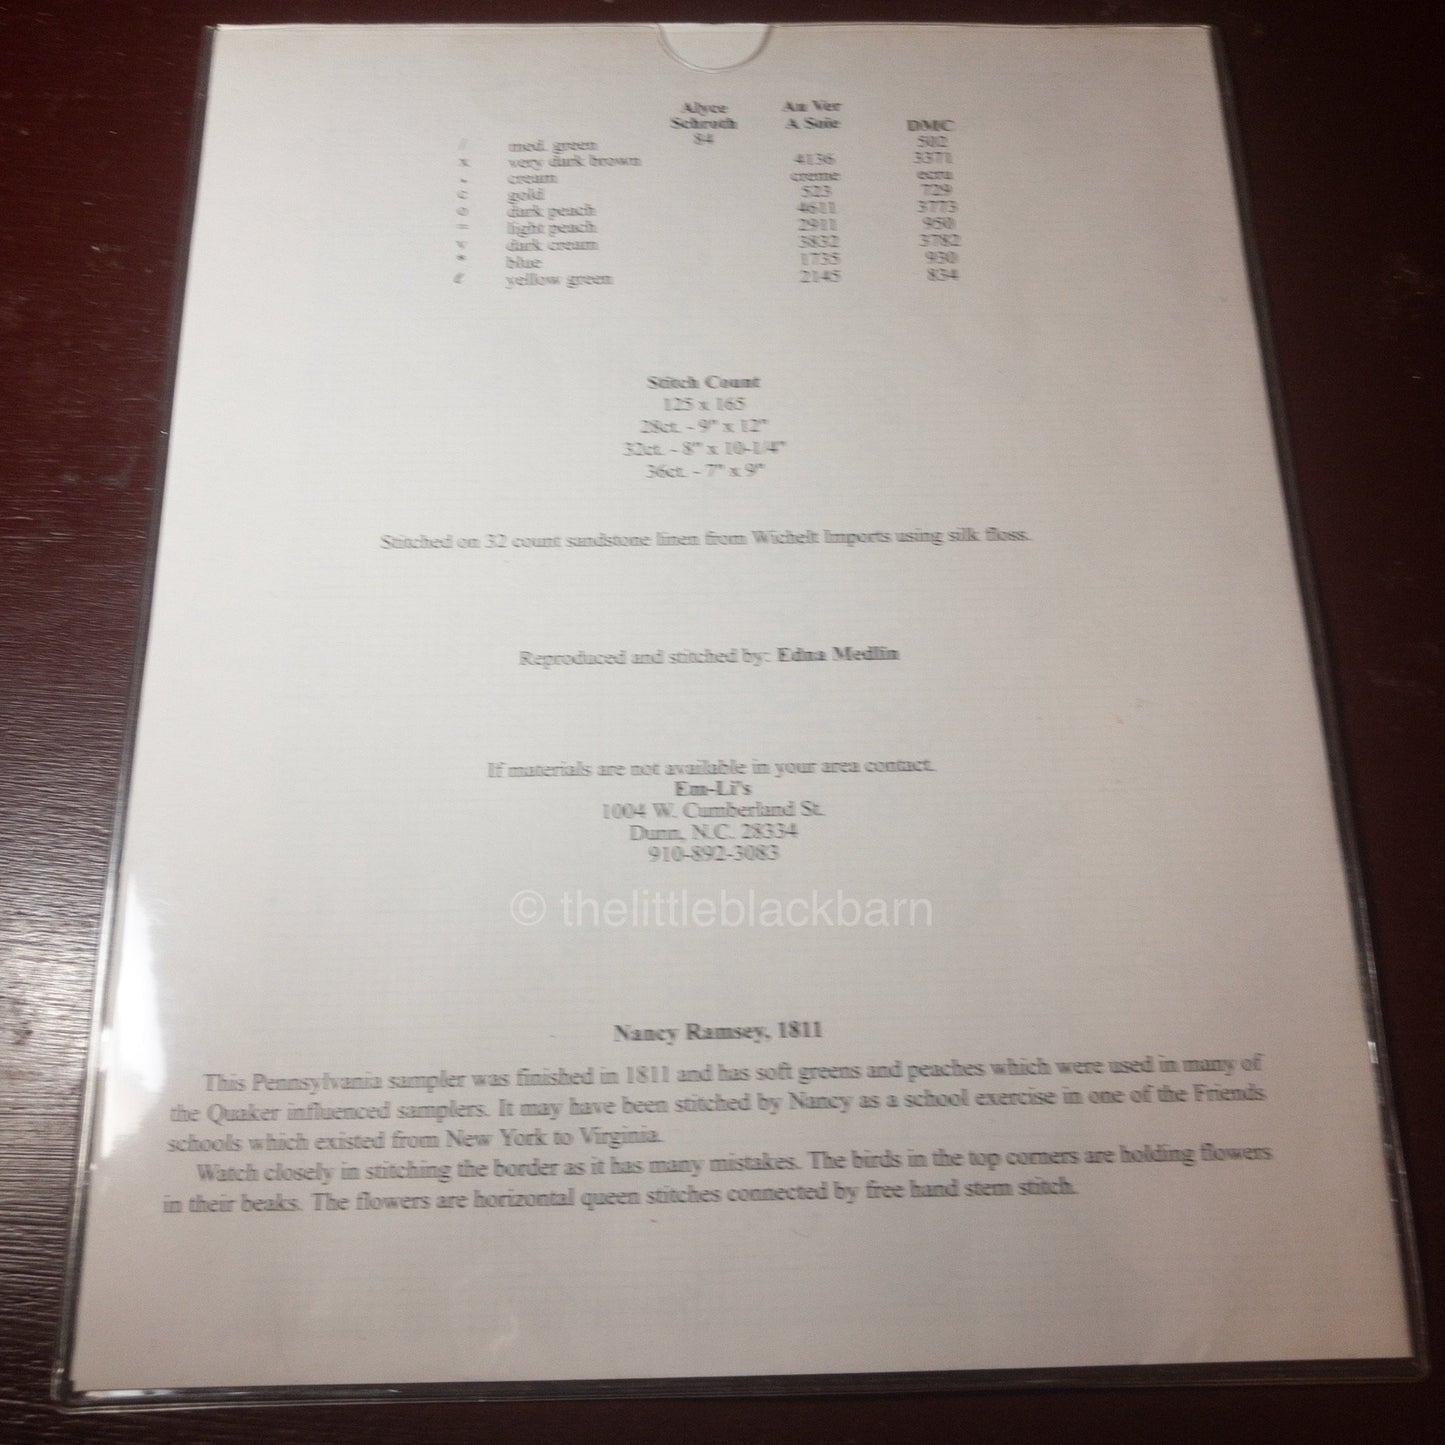 Alyce Au Ver
Schroth A Soie DMC
// med. green 84 502
x very dark brown 4136 3371
cream creme ecru
c gold 523 729
dark peach 4611 3773
= light peach 2911 950
v dark cream 3832 3782
* blue 1735 930
yellow green 2145 834
Stitch Count
125 x 165
28ct. - 9" x 12"
32ct. - 8" x 10-1/4"
36ct. - 7" x 9"
Stitched on 32 count sandstone linen from Wichelt Imports using silk floss.
Reproduced and stitched by: Edna Medlin
If materials are not available in your area contact.
Em-Li's
1004 W. Cumberland St.
Dunn, N.C. 28334
910-892-3083
© thelittleblackbarn
Nancy Ramsey, 1811
This Pennsylvania sampler was finished in 1811 and has soft greens and peaches which were used in many of
the Quaker influenced samplers. It may have been stitched by Nancy as a school exercise in one of the Friends
schools which existed from New York to Virginia.
Watch closely in stitching the border as it has many mistakes. The birds in the top corners are holding flowers
in their beaks. The flowers are horizontal queen stitches connected by free hand stem stitch.